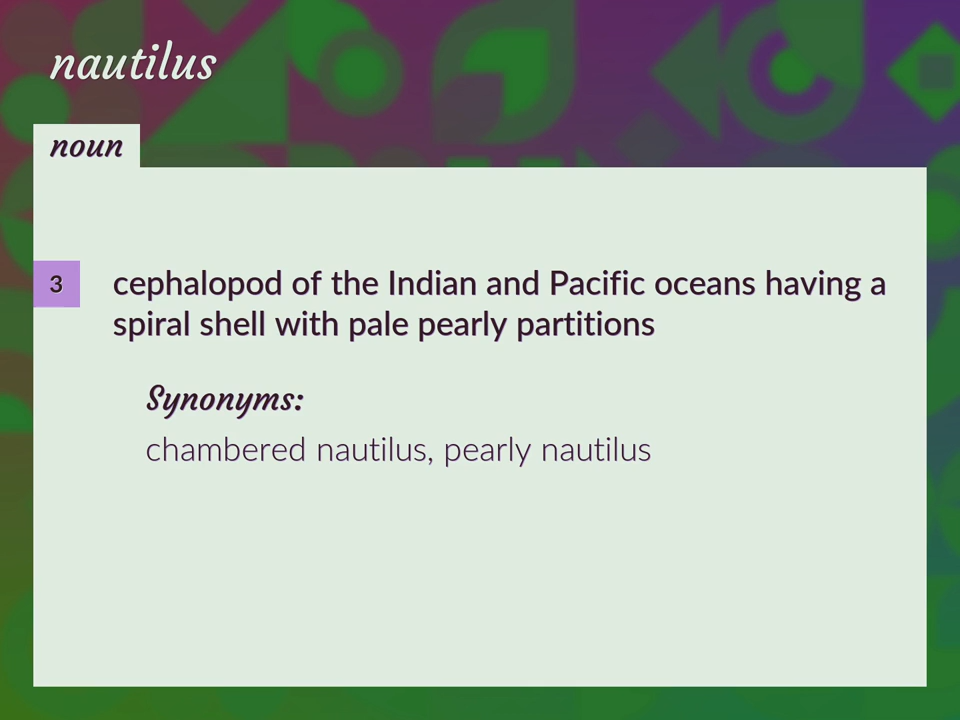 nautilus
noun
3
cephalopod of the Indian and Pacific oceans having a
spiral shell with pale pearly partitions
Synonyms:
chambered nautilus, pearly nautilus